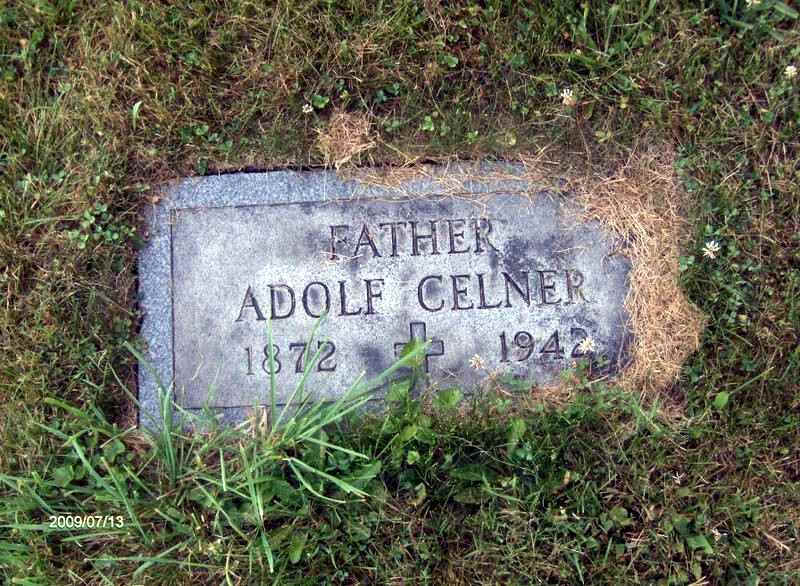 FATHER
ADOLF CELNER
1872 1942
2009/07/13